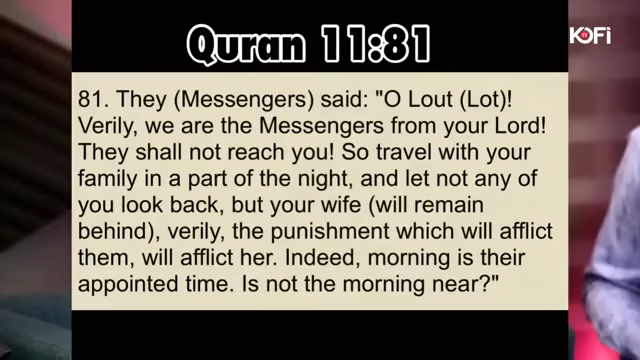 Quran 11:81
KOFi
TV
81. They (Messengers) said: "O Lout (Lot)!
Verily, we are the Messengers from your Lord!
They shall not reach you! So travel with your
family in a part of the night, and let not any of
you look back, but your wife (will remain
behind), verily, the punishment which will afflict
them, will afflict her. Indeed, morning is their
appointed time. Is not the morning near?"